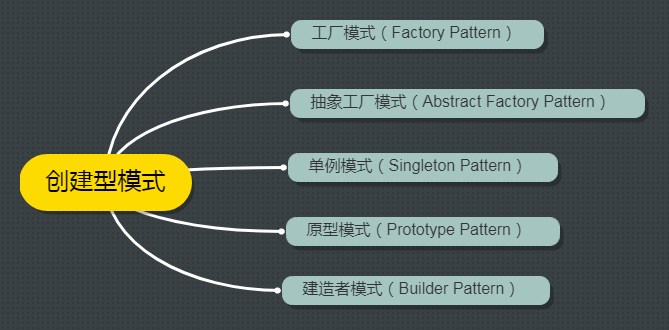 工厂模式（Factory Pattern）
抽象工厂模式（Abstract Factory Pattern）
单例模式（Singleton Pattern）
创建型模式
原型模式（Prototype Pattern）
建造者模式（Builder Pattern）